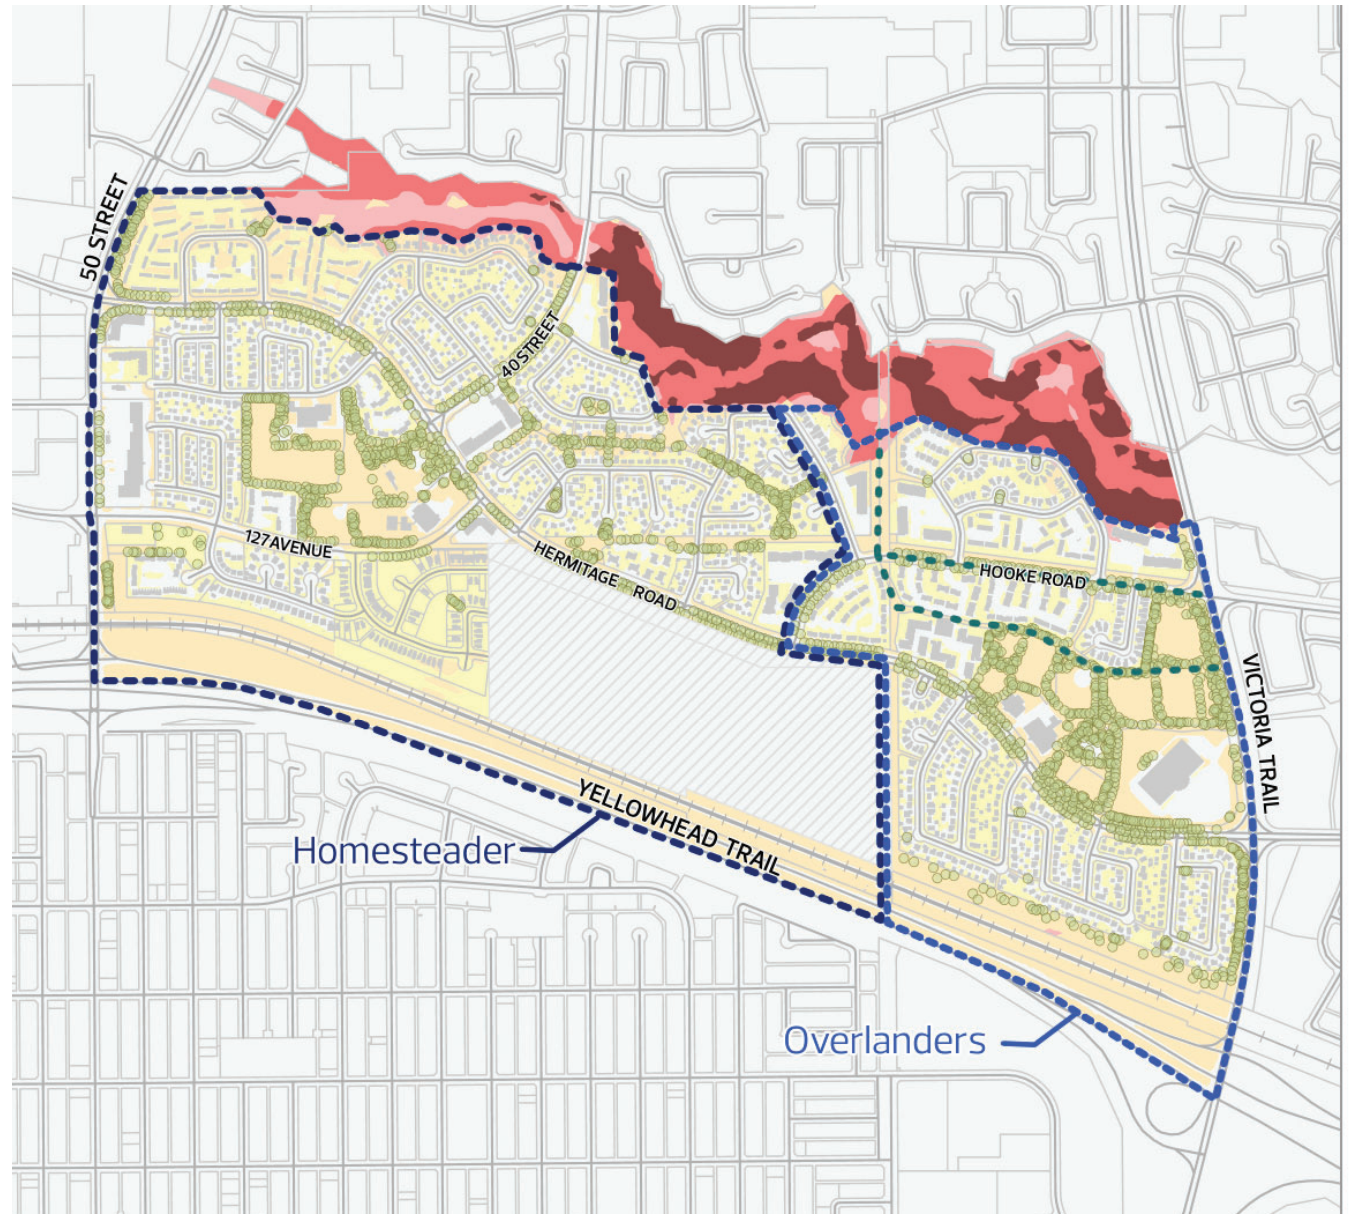 50 STREET
40 STREET
127 AVENUE
HERMITAGE ROAD
HOOKE ROAD
VICTORIA TRAIL
YELLOWHEAD TRAIL
Homesteader
Overlanders